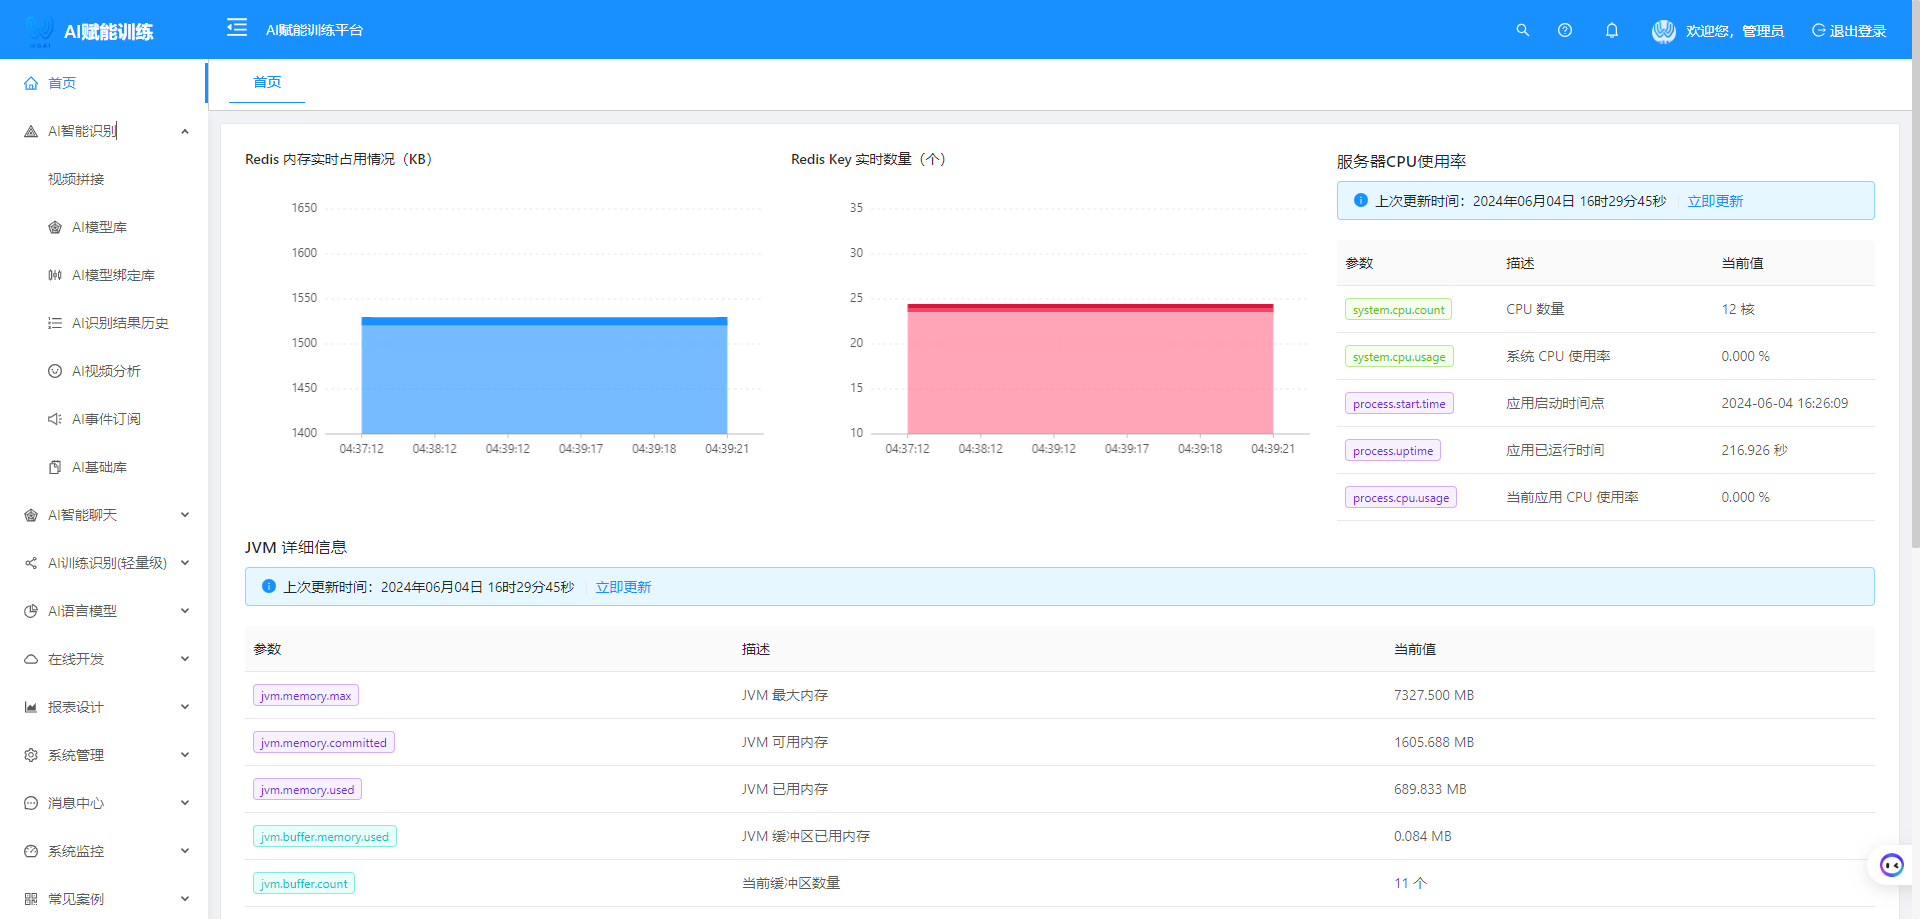 AI赋能训练
AI赋能训练平台
欢迎您，管理员
退出登录
首页
AI智能识别
视频拼接
AI模型库
AI模型绑定库
AI识别结果历史
AI视频分析
AI事件订阅
AI基础库
AI智能聊天
AI训练识别(轻量级)
AI语言模型
在线开发
报表设计
系统管理
消息中心
系统监控
常见案例
首页
Redis 内存实时占用情况（KB）
1650
1600
1550
1500
1450
1400
04:37:12 04:38:12 04:39:12 04:39:17 04:39:18 04:39:21
Redis Key 实时数量（个）
35
30
25
20
15
10
04:37:12 04:38:12 04:39:12 04:39:17 04:39:18 04:39:21
服务器CPU使用率
上次更新时间：2024年06月04日 16时29分45秒 立即更新
参数 描述 当前值
system.cpu.count CPU 数量 12 核
system.cpu.usage 系统 CPU 使用率 0.000 %
process.start.time 应用启动时间点 2024-06-04 16:26:09
process.uptime 应用已运行时间 216.926 秒
process.cpu.usage 当前应用 CPU 使用率 0.000 %
JVM 详细信息
上次更新时间：2024年06月04日 16时29分45秒 立即更新
参数 描述 当前值
jvm.memory.max JVM 最大内存 7327.500 MB
jvm.memory.committed JVM 可用内存 1605.688 MB
jvm.memory.used JVM 已用内存 689.833 MB
jvm.buffer.memory.used JVM 缓冲区已用内存 0.084 MB
jvm.buffer.count 当前缓冲区数量 11 个